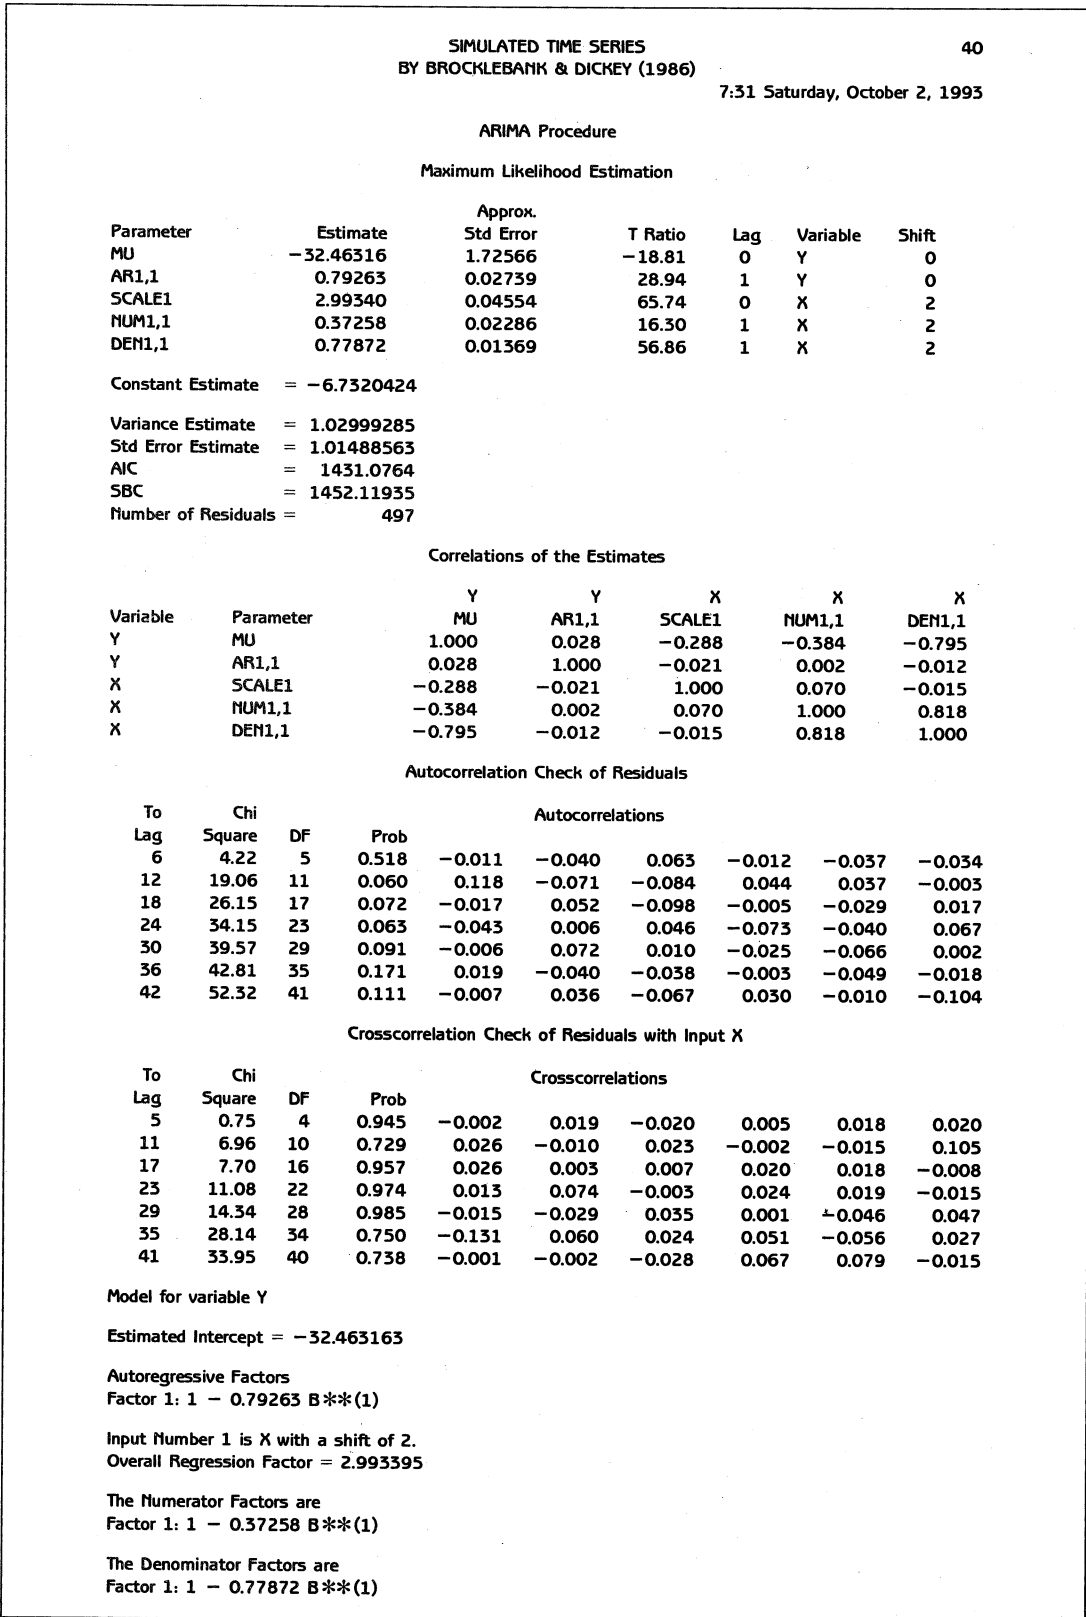 SIMULATED TIME SERIES 40
BY BROCKLEBANK & DICKEY (1986)
7:31 Saturday, October 2, 1993
ARIMA Procedure
Maximum Likelihood Estimation
Approx.
Parameter Estimate Std Error T Ratio Lag Variable Shift
MU −32.46316 1.72566 −18.81 0 Y 0
AR1,1 0.79263 0.02739 28.94 1 Y 0
SCALE1 2.99340 0.04554 65.74 0 X 2
NUM1,1 0.37258 0.02286 16.30 1 X 2
DEN1,1 0.77872 0.01369 56.86 1 X 2
Constant Estimate = −6.7320424
Variance Estimate = 1.02999285
Std Error Estimate = 1.01488563
AIC = 1431.0764
SBC = 1452.11935
Number of Residuals = 497
Correlations of the Estimates
Y Y X X X
Variable Parameter MU AR1,1 SCALE1 NUM1,1 DEN1,1
Y MU 1.000 0.028 −0.288 −0.384 −0.795
Y AR1,1 0.028 1.000 −0.021 0.002 −0.012
X SCALE1 −0.288 −0.021 1.000 0.070 −0.015
X NUM1,1 −0.384 0.002 0.070 1.000 0.818
X DEN1,1 −0.795 −0.012 −0.015 0.818 1.000
Autocorrelation Check of Residuals
To Chi Autocorrelations
Lag Square DF Prob
6 4.22 5 0.518 −0.011 −0.040 0.063 −0.012 −0.037 −0.034
12 19.06 11 0.060 0.118 −0.071 −0.084 0.044 0.037 −0.003
18 26.15 17 0.072 −0.017 0.052 −0.098 −0.005 −0.029 0.017
24 34.15 23 0.063 −0.043 0.006 0.046 −0.073 −0.040 0.067
30 39.57 29 0.091 −0.006 0.072 0.010 −0.025 −0.066 0.002
36 42.81 35 0.171 0.019 −0.040 −0.038 −0.003 −0.049 −0.018
42 52.32 41 0.111 −0.007 0.036 −0.067 0.030 −0.010 −0.104
Crosscorrelation Check of Residuals with Input X
To Chi Crosscorrelations
Lag Square DF Prob
5 0.75 4 0.945 −0.002 0.019 −0.020 0.005 0.018 0.020
11 6.96 10 0.729 0.026 −0.010 0.023 −0.002 −0.015 0.105
17 7.70 16 0.957 0.026 0.003 0.007 0.020 0.018 −0.008
23 11.08 22 0.974 0.013 0.074 −0.003 0.024 0.019 −0.015
29 14.34 28 0.985 −0.015 −0.029 0.035 0.001 −0.046 0.047
35 28.14 34 0.750 −0.131 0.060 0.024 0.051 −0.056 0.027
41 33.95 40 0.738 −0.001 −0.002 −0.028 0.067 0.079 −0.015
Model for variable Y
Estimated Intercept = −32.463163
Autoregressive Factors
Factor 1: 1 − 0.79263 B**(1)
Input Number 1 is X with a shift of 2.
Overall Regression Factor = 2.993395
The Numerator Factors are
Factor 1: 1 − 0.37258 B**(1)
The Denominator Factors are
Factor 1: 1 − 0.77872 B**(1)